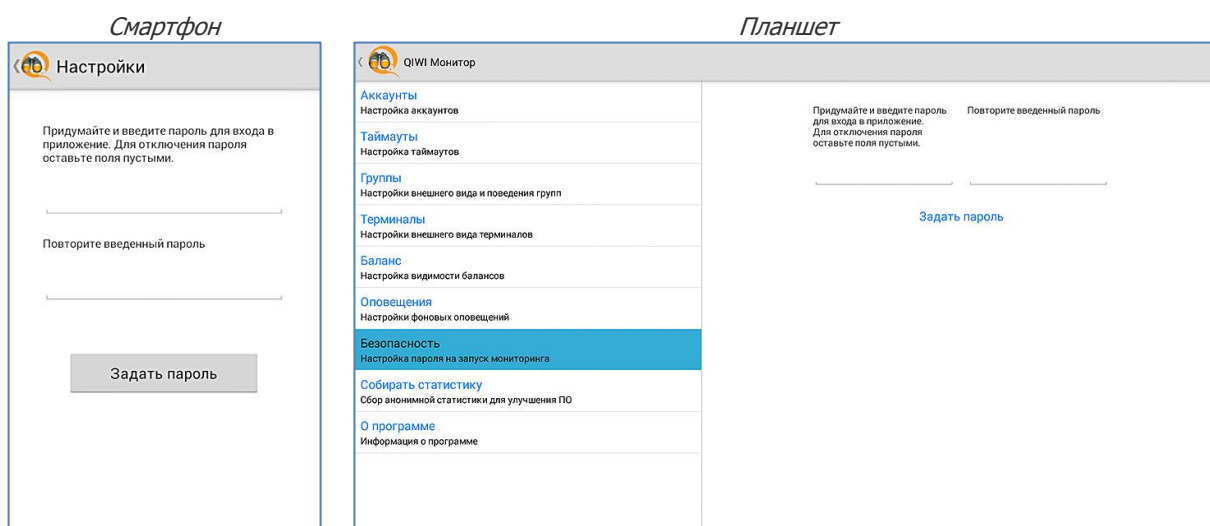 Смартфон
Настройки
Придумайте и введите пароль для входа в
приложение. Для отключения пароля
оставьте поля пустыми.
Повторите введенный пароль
Задать пароль
Планшет
QIWI Монитор
Аккаунты
Настройка аккаунтов
Таймауты
Настройка таймаутов
Группы
Настройки внешнего вида и поведения групп
Терминалы
Настройки внешнего вида терминалов
Баланс
Настройка видимости балансов
Оповещения
Настройки фоновых оповещений
Безопасность
Настройка пароля на запуск мониторинга
Собирать статистику
Сбор анонимной статистики для улучшения ПО
О программе
Информация о программе
Придумайте и введите пароль
для входа в приложение.
Для отключения пароля
оставьте поля пустыми.
Повторите введенный пароль
Задать пароль